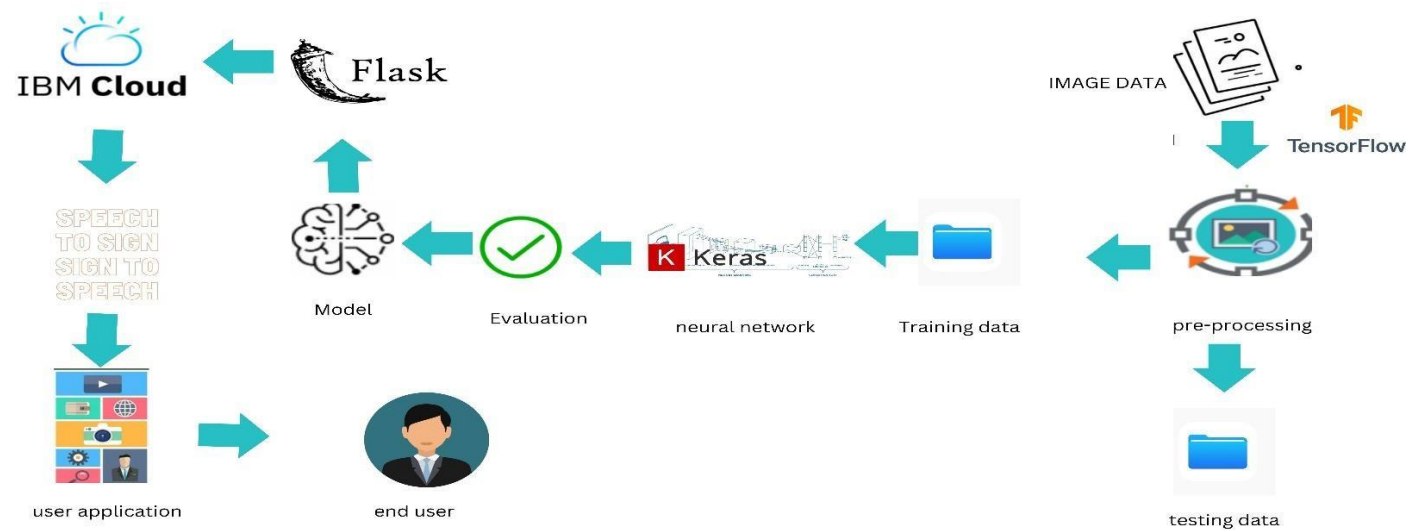 IBM Cloud
Flask
IMAGE DATA
TensorFlow
SPEECH
TO SIGN
SIGN TO
SPEECH
Model
Evaluation
K Keras
neural network
Training data
pre-processing
user application
end user
testing data